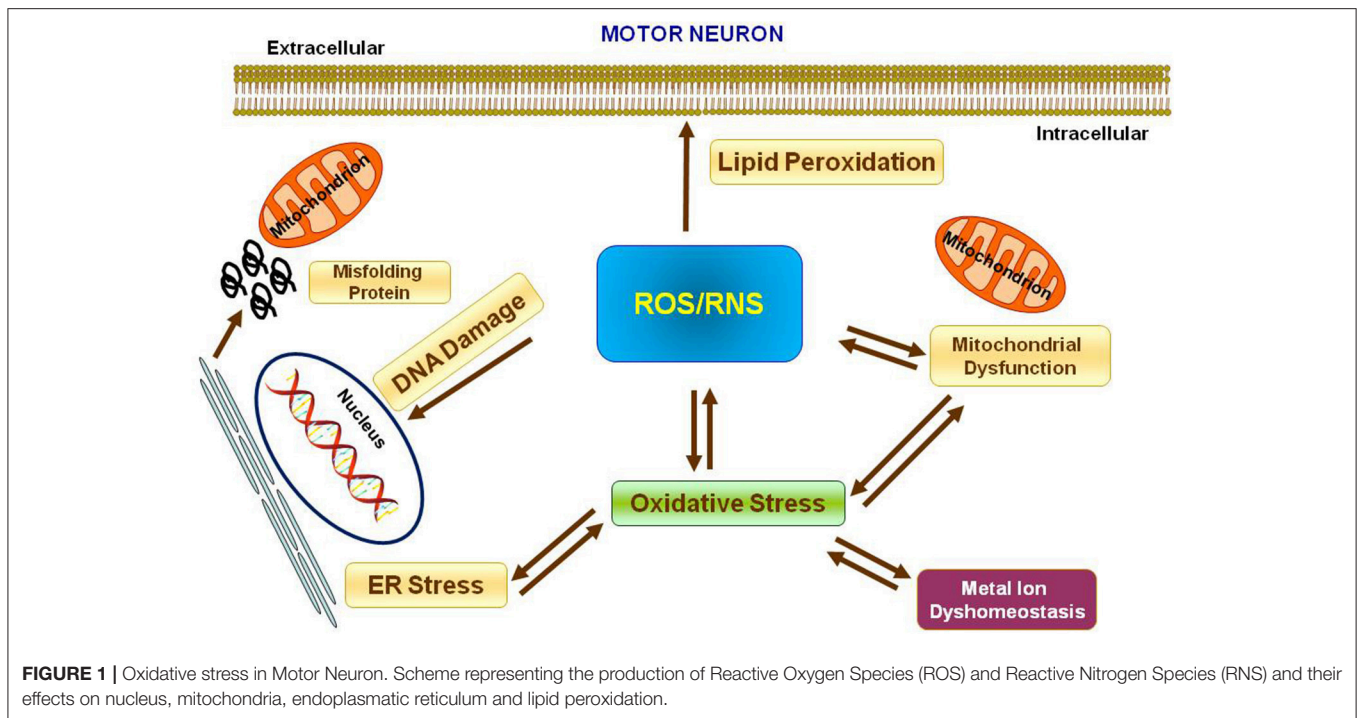 MOTOR NEURON
Extracellular
Intracellular
Lipid Peroxidation
Mitochondrion
Misfolding
Protein
DNA Damage
ROS/RNS
Mitochondrion
Mitochondrial
Dysfunction
Nucleus
Oxidative Stress
ER Stress
Metal Ion
Dyshomeostasis
FIGURE 1 | Oxidative stress in Motor Neuron. Scheme representing the production of Reactive Oxygen Species (ROS) and Reactive Nitrogen Species (RNS) and their
effects on nucleus, mitochondria, endoplasmatic reticulum and lipid peroxidation.